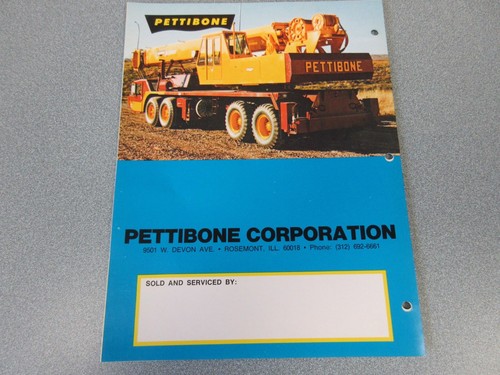 PETTIBONE
PETTIBONE
PETTIBONE CORPORATION
9501 W. DEVON AVE. • ROSEMONT, ILL. 60018 • Phone: (312) 692-6681
SOLD AND SERVICED BY: